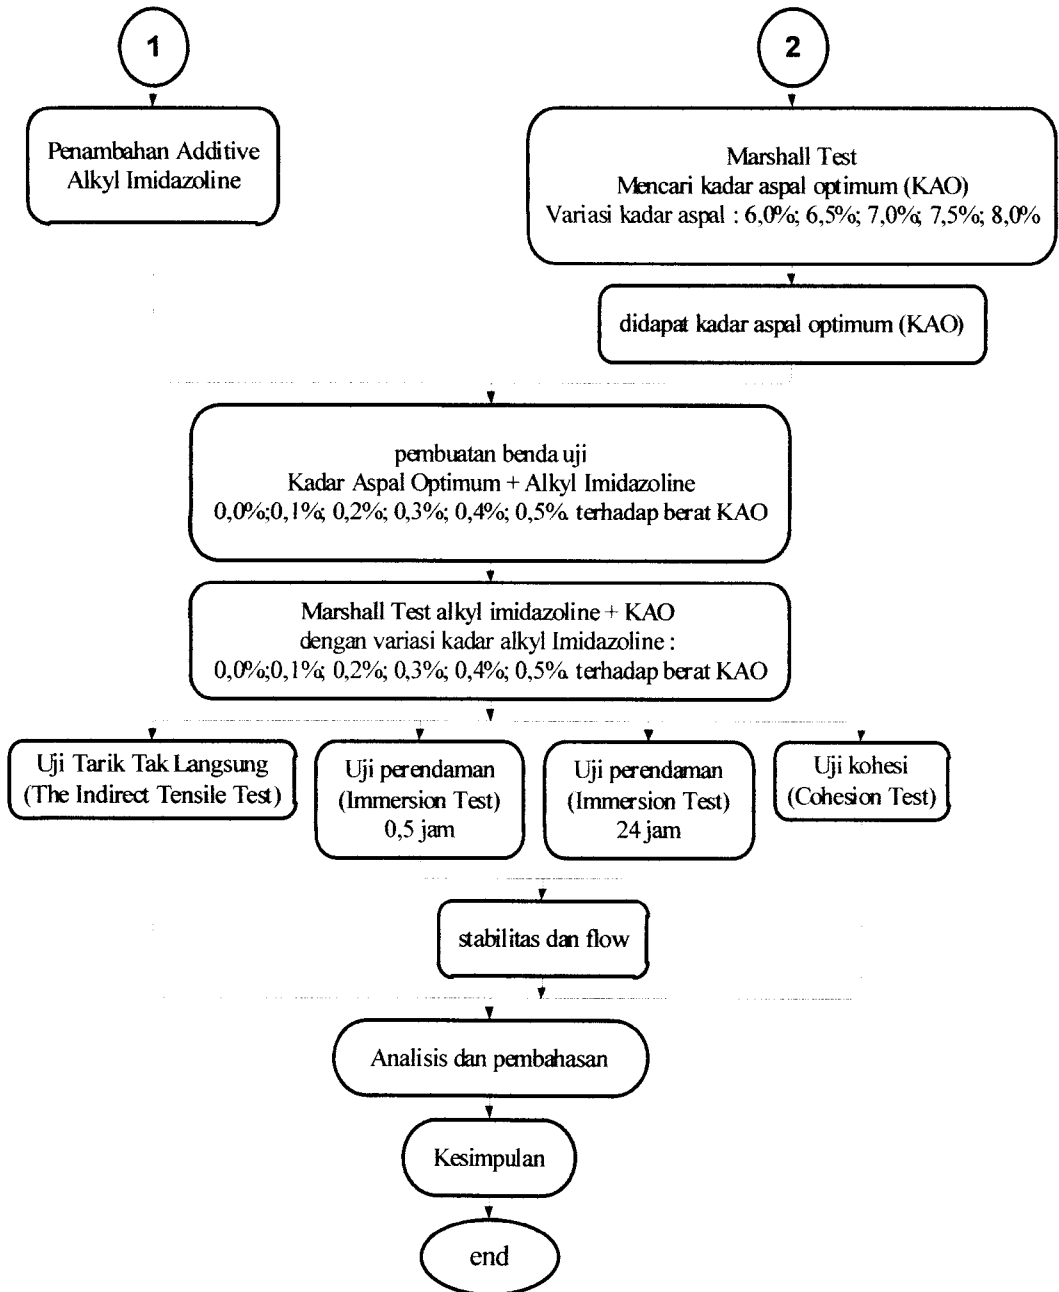 1
2
Penambahan Additive
Alkyl Imidazoline
Marshall Test
Mencari kadar aspal optimum (KAO)
Variasi kadar aspal : 6,0%; 6,5%; 7,0%; 7,5%; 8,0%
didapat kadar aspal optimum (KAO)
pembuatan benda uji
Kadar Aspal Optimum + Alkyl Imidazoline
0,0%;0,1%; 0,2%; 0,3%; 0,4%; 0,5%. terhadap berat KAO
Marshall Test alkyl imidazoline + KAO
dengan variasi kadar alkyl Imidazoline :
0,0%;0,1%; 0,2%; 0,3%; 0,4%; 0,5%. terhadap berat KAO
Uji Tarik Tak Langsung
(The Indirect Tensile Test)
Uji perendaman
(Immersion Test)
0,5 jam
Uji perendaman
(Immersion Test)
24 jam
Uji kohesi
(Cohesion Test)
stabilitas dan flow
Analisis dan pembahasan
Kesimpulan
end